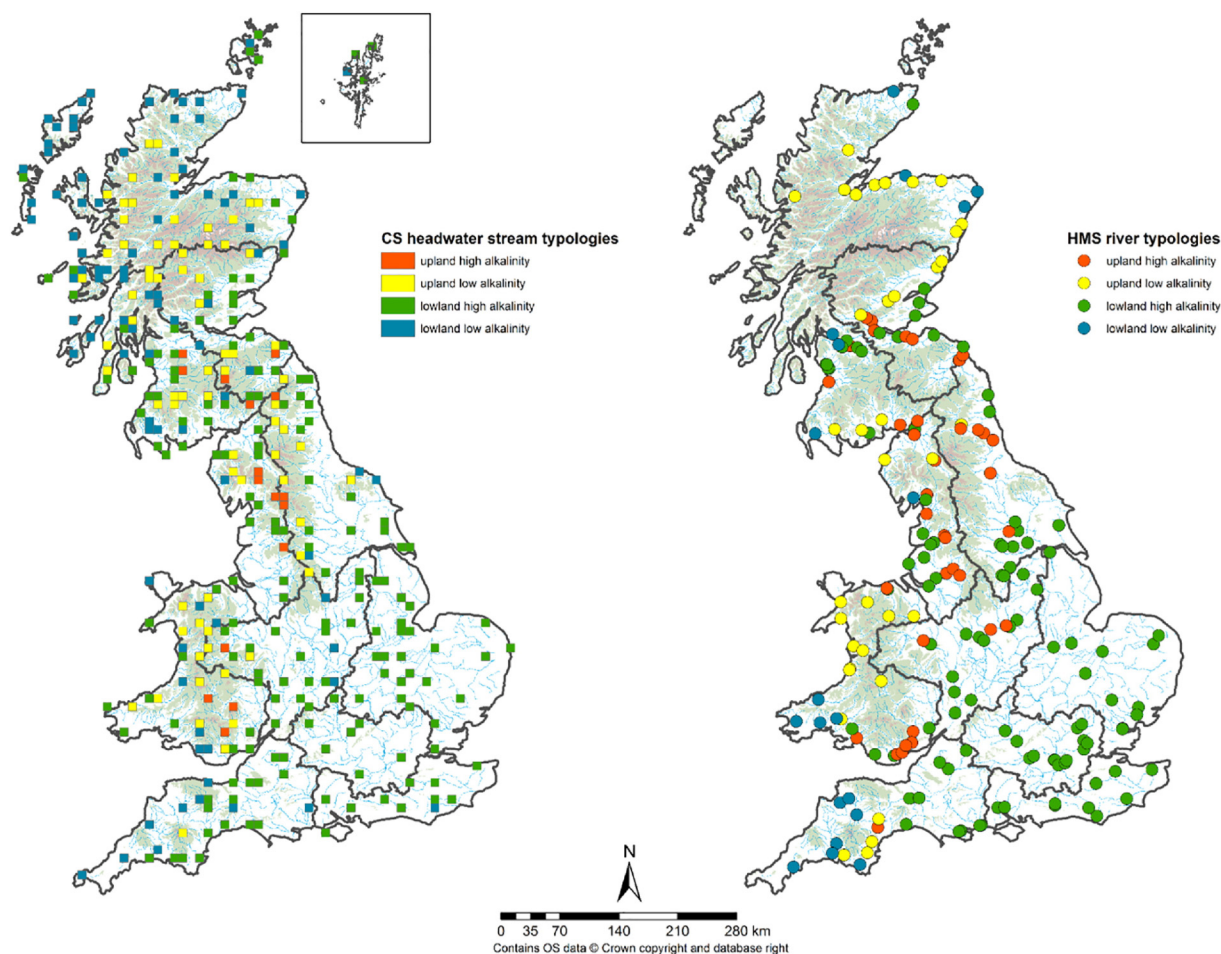 CS headwater stream typologies
upland high alkalinity
upland low alkalinity
lowland high alkalinity
lowland low alkalinity
HMS river typologies
upland high alkalinity
upland low alkalinity
lowland high alkalinity
lowland low alkalinity
N
0 35 70 140 210 280 km
Contains OS data © Crown copyright and database right